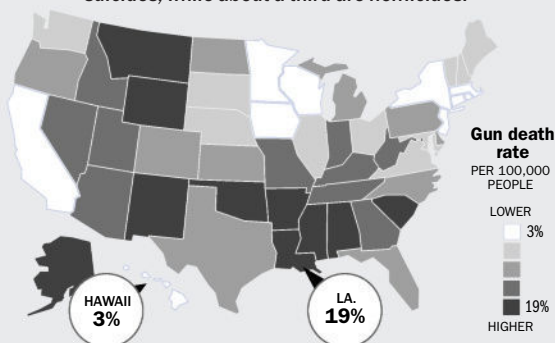 suicides, while about a third are homicides.
Gun death
rate
PER 100,000
PEOPLE
LOWER
3%
19%
HIGHER
HAWAII
3%
LA.
19%